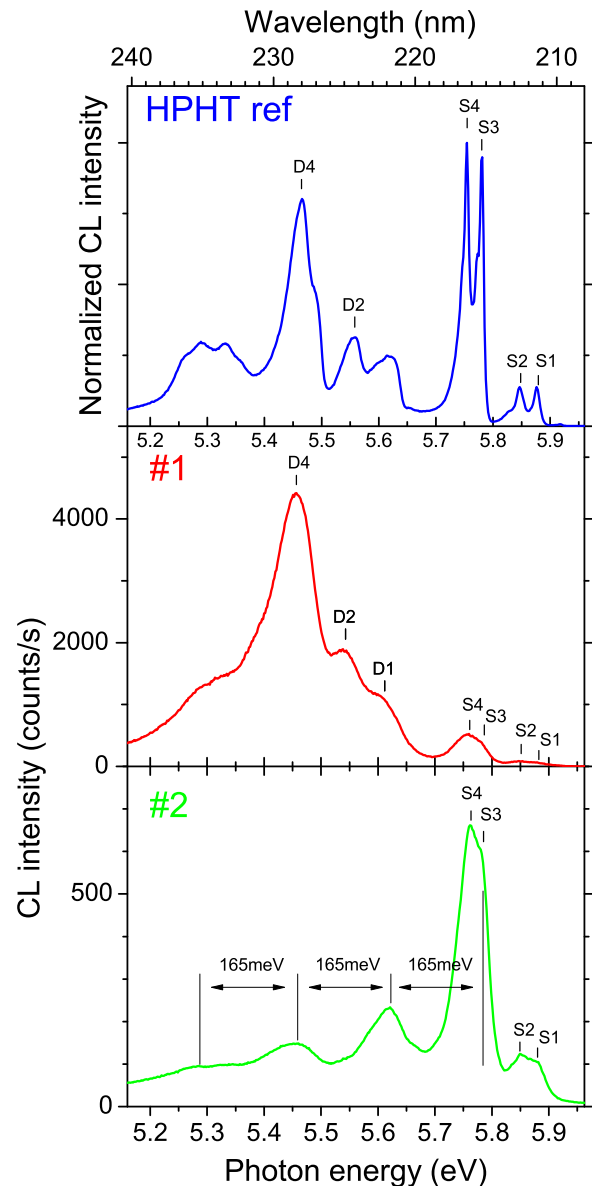 Wavelength (nm)
240 230 220 210
HPHT ref
Normalized CL intensity
S4
S3
D4
D2
S2 S1
5.2 5.3 5.4 5.5 5.6 5.7 5.8 5.9
#1
D4
4000
D2
2000
D1
S4
S3
S2
S1
0
CL intensity (counts/s)
#2
S4
S3
500
165meV 165meV 165meV
S2 S1
0
5.2 5.3 5.4 5.5 5.6 5.7 5.8 5.9
Photon energy (eV)